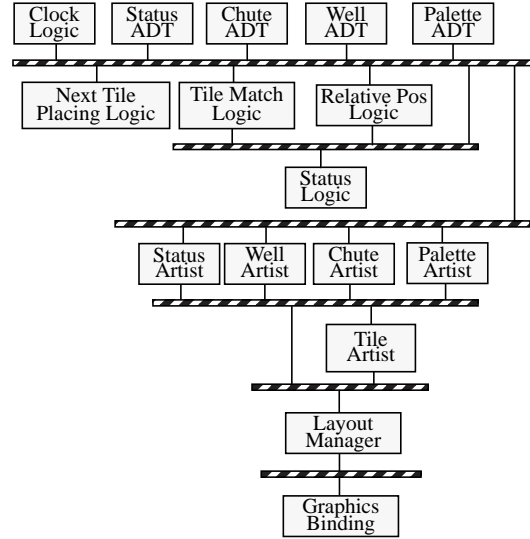 Clock
Logic
Status
ADT
Chute
ADT
Well
ADT
Palette
ADT
Next Tile
Placing Logic
Tile Match
Logic
Relative Pos
Logic
Status
Logic
Status
Artist
Well
Artist
Chute
Artist
Palette
Artist
Tile
Artist
Layout
Manager
Graphics
Binding